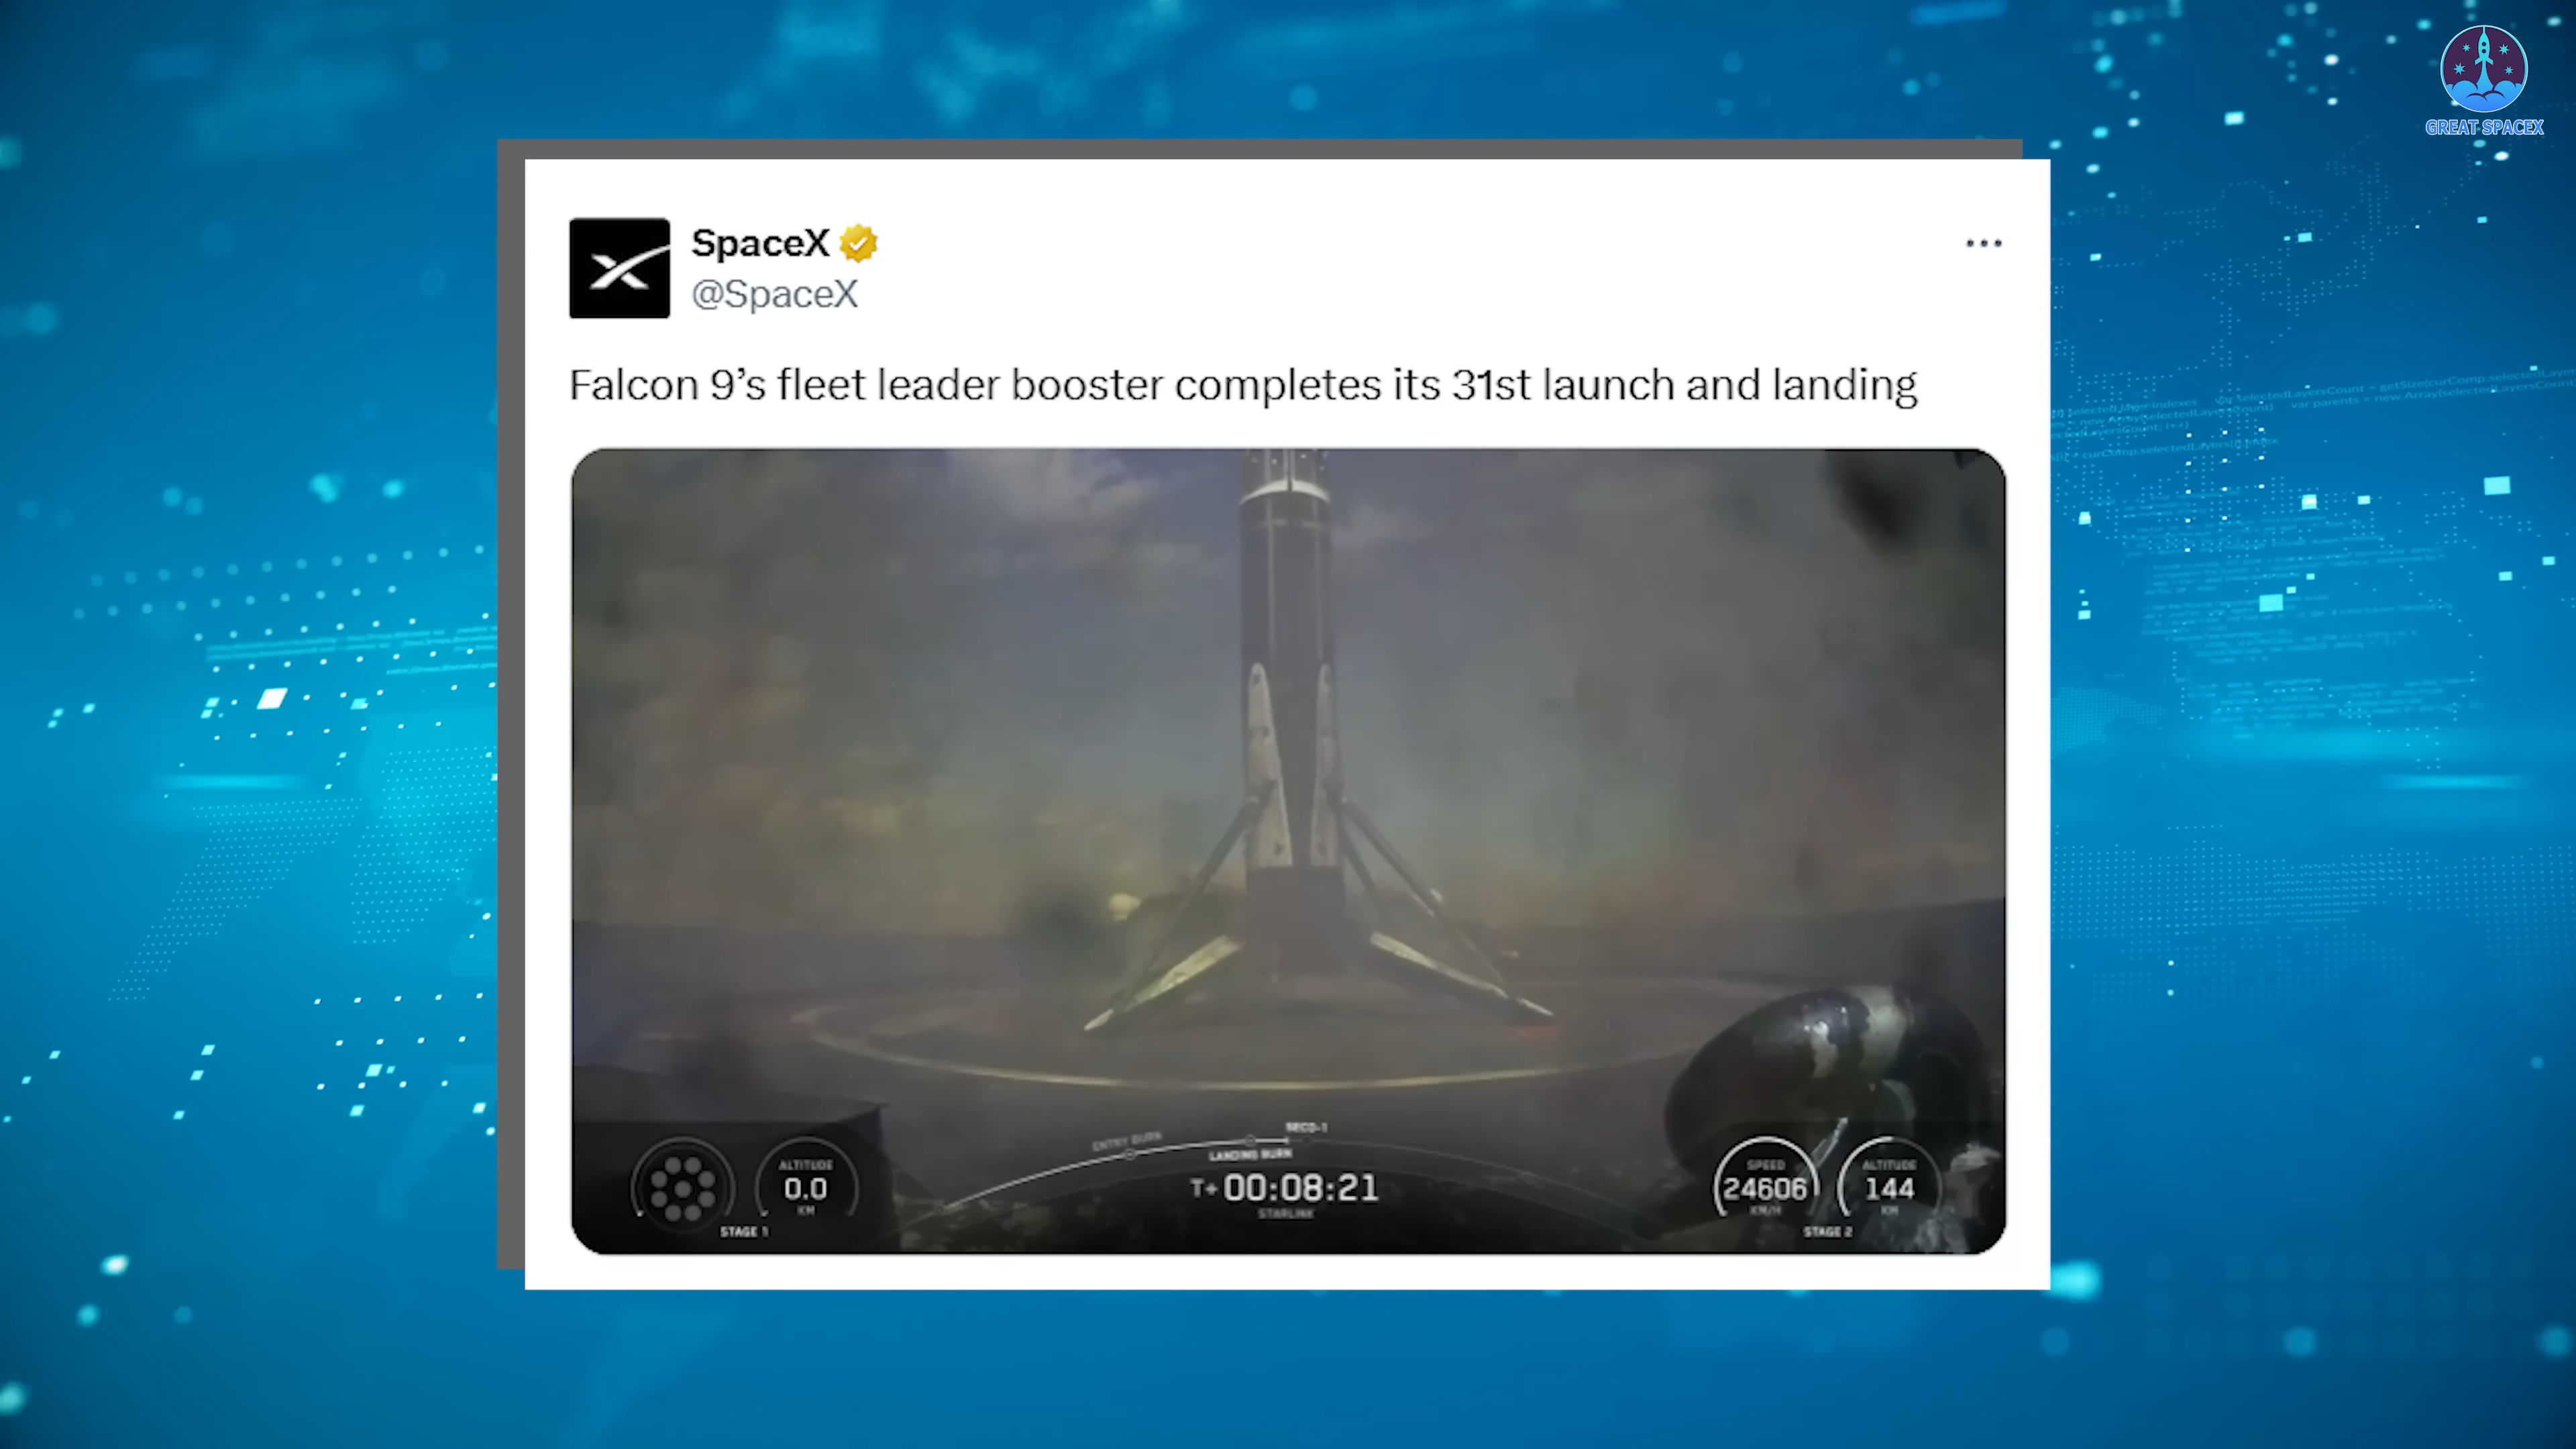 GREAT SPACEX
SpaceX
@SpaceX
Falcon 9’s fleet leader booster completes its 31st launch and landing
ENTRY BURN
SECO-1
LANDING BURN
T+ 00:08:21
STARLINK
ALTITUDE
0.0
KM
STAGE 1
SPEED
24606
KM/H
ALTITUDE
144
KM
STAGE 2